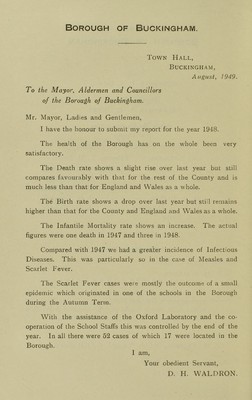 BOROUGH OF BUCKINGHAM.
TOWN HALL,
BUCKINGHAM,
August, 1949.
To the Mayor, Aldermen and Councillors
of the Borough of Buckingham.
Mr. Mayor, Ladies and Gentlemen,
I have the honour to submit my report for the year 1948.
The health of the Borough has on the whole been very
satisfactory.
The Death rate shows a slight rise over last year but still
compares favourably with that for the rest of the County and is
much less than that for England and Wales as a whole.
The Birth rate shows a drop over last year but still remains
higher than that for the County and England and Wales as a whole.
The Infantile Mortality rate shows an increase. The actual
figures were one death in 1947 and three in 1948.
Compared with 1947 we had a greater incidence of Infectious
Diseases. This was particularly so in the case of Measles and
Scarlet Fever.
The Scarlet Fever cases were mostly the outcome of a small
epidemic which originated in one of the schools in the Borough
during the Autumn Term.
With the assistance of the Oxford Laboratory and the co-
operation of the School Staffs this was controlled by the end of the
year. In all there were 52 cases of which 17 were located in the
Borough.
I am,
Your obedient Servant,
D. H. WALDRON.